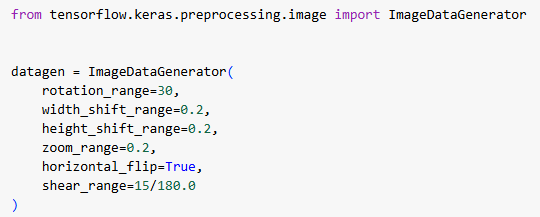 from tensorflow.keras.preprocessing.image import ImageDataGenerator
datagen = ImageDataGenerator(
    rotation_range=30,
    width_shift_range=0.2,
    height_shift_range=0.2,
    zoom_range=0.2,
    horizontal_flip=True,
    shear_range=15/180.0
)